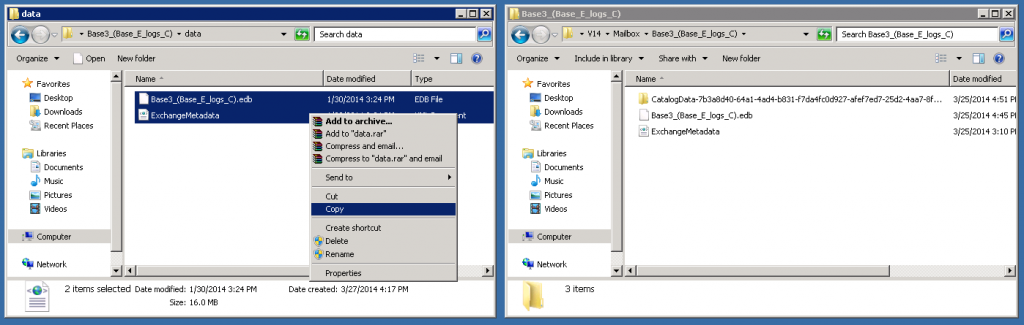 data
Base3_(Base_E_logs_C) data
Search data
Organize Open New folder
Favorites
Desktop
Downloads
Recent Places
Libraries
Documents
Music
Pictures
Videos
Computer
Network
Name Date modified Type
Base3_(Base_E_logs_C).edb 1/30/2014 3:24 PM EDB File
ExchangeMetadata
Add to archive...
Add to "data.rar"
Compress and email...
Compress to "data.rar" and email
Send to
Cut
Copy
Create shortcut
Delete
Rename
Properties
2 items selected Date modified: 1/30/2014 3:24 PM Date created: 3/27/2014 4:17 PM
Size: 16.0 MB
Base3_(Base_E_logs_C)
V14 Mailbox Base3_(Base_E_logs_C)
Search Base3_(Base_E_logs_C)
Organize Include in library Share with New folder
Favorites
Desktop
Downloads
Recent Places
Libraries
Documents
Music
Pictures
Videos
Computer
Network
Name Date modified
CatalogData-7b3a8d40-64a1-4ad4-b831-f7da4fc0d927-afef7ed7-25d2-4aa7-8f... 3/25/2014 4:51 P
Base3_(Base_E_logs_C).edb 3/25/2014 4:45 P
ExchangeMetadata 3/25/2014 3:10 P
3 items